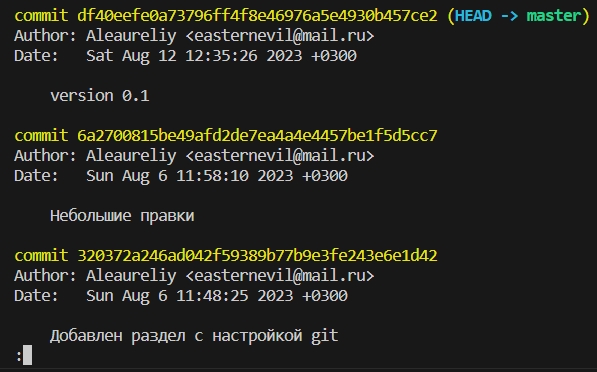 commit df40eefe0a73796ff4f8e46976a5e4930b457ce2 (HEAD -> master)
Author: Aleaureliy <easternevil@mail.ru>
Date:   Sat Aug 12 12:35:26 2023 +0300
version 0.1
commit 6a2700815be49afd2de7ea4a4e4457be1f5d5cc7
Author: Aleaureliy <easternevil@mail.ru>
Date:   Sun Aug 6 11:58:10 2023 +0300
Небольшие правки
commit 320372a246ad042f59389b77b9e3fe243e6e1d42
Author: Aleaureliy <easternevil@mail.ru>
Date:   Sun Aug 6 11:48:25 2023 +0300
Добавлен раздел с настройкой git
: